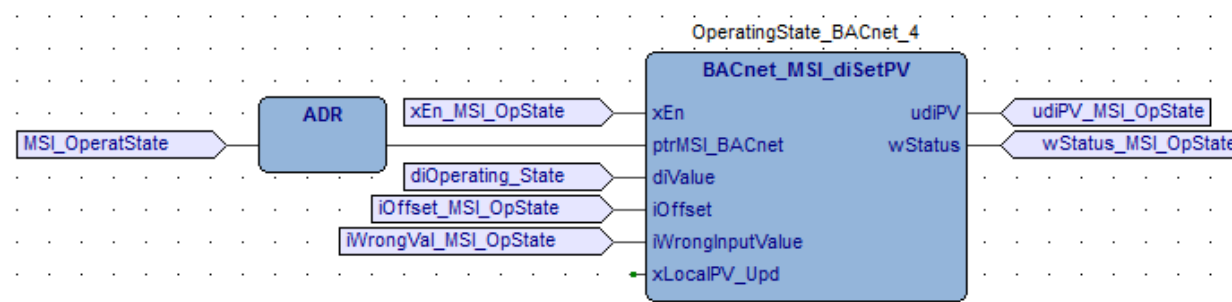 OperatingState_BACnet_4
BACnet_MSI_diSetPV
ADR
xEn_MSI_OpState
xEn
udiPV
udiPV_MSI_OpState
MSI_OperatState
ptrMSI_BACnet
wStatus
wStatus_MSI_OpState
diOperating_State
diValue
iOffset_MSI_OpState
iOffset
iWrongVal_MSI_OpState
iWrongInputValue
xLocalPV_Upd